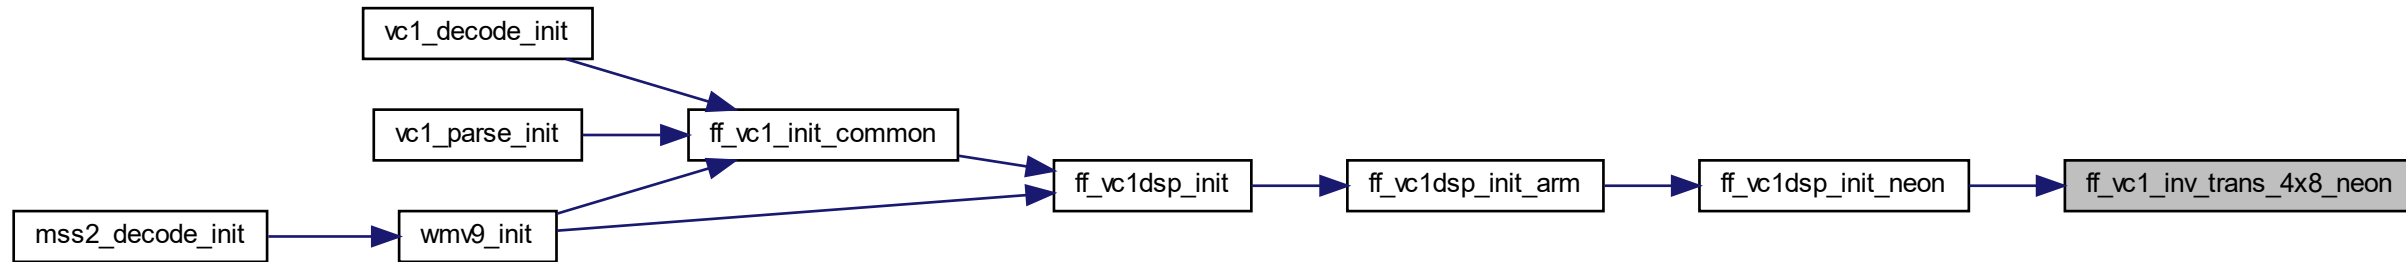 vc1_decode_init
vc1_parse_init
ff_vc1_init_common
ff_vc1dsp_init
ff_vc1dsp_init_arm
ff_vc1dsp_init_neon
ff_vc1_inv_trans_4x8_neon
mss2_decode_init
wmv9_init